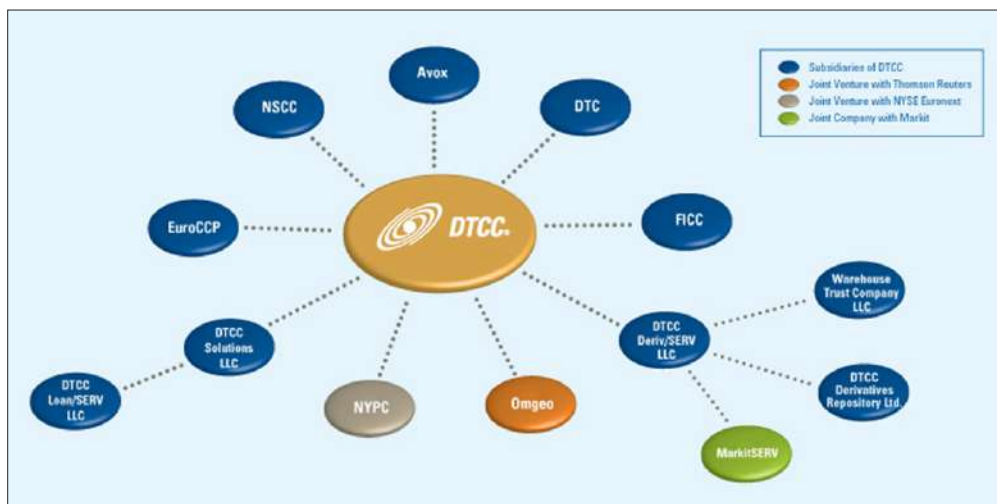 Avox
NSCC
DTC
Subsidiaries of DTCC
Joint Venture with Thomson Reuters
Joint Venture with NYSE Euronext
Joint Company with Markit
EuroCCP
DTCC®
FICC
Warehouse
Trust Company
LLC
DTCC
Solutions
LLC
DTCC
Deriv/SERV
LLC
DTCC
Loan/SERV
LLC
NYPC
Omgeo
DTCC
Derivatives
Repository Ltd.
MarkitSERV